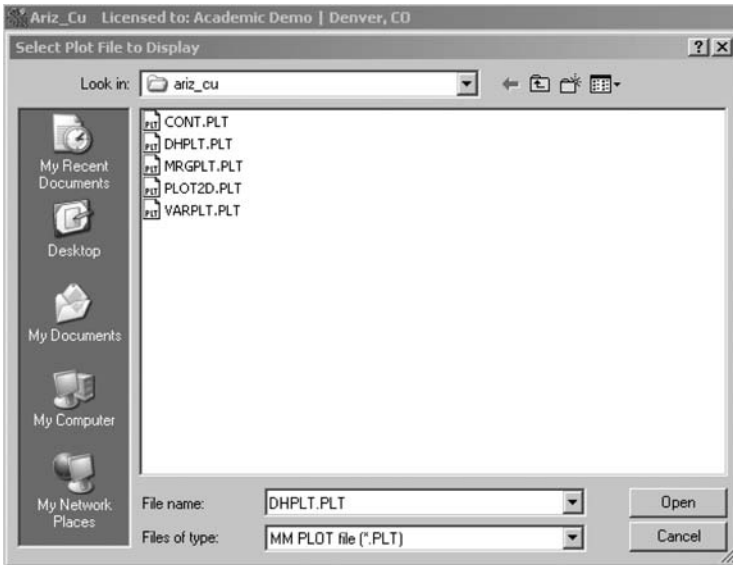 Ariz_Cu Licensed to: Academic Demo | Denver, CO
Select Plot File to Display
Look in: ariz_cu
My Recent
Documents
Desktop
My Documents
My Computer
My Network
Places
CONT.PLT
DHPLT.PLT
MRGPLT.PLT
PLOT2D.PLT
VARPLT.PLT
File name: DHPLT.PLT Open
Files of type: MM PLOT file (*.PLT) Cancel